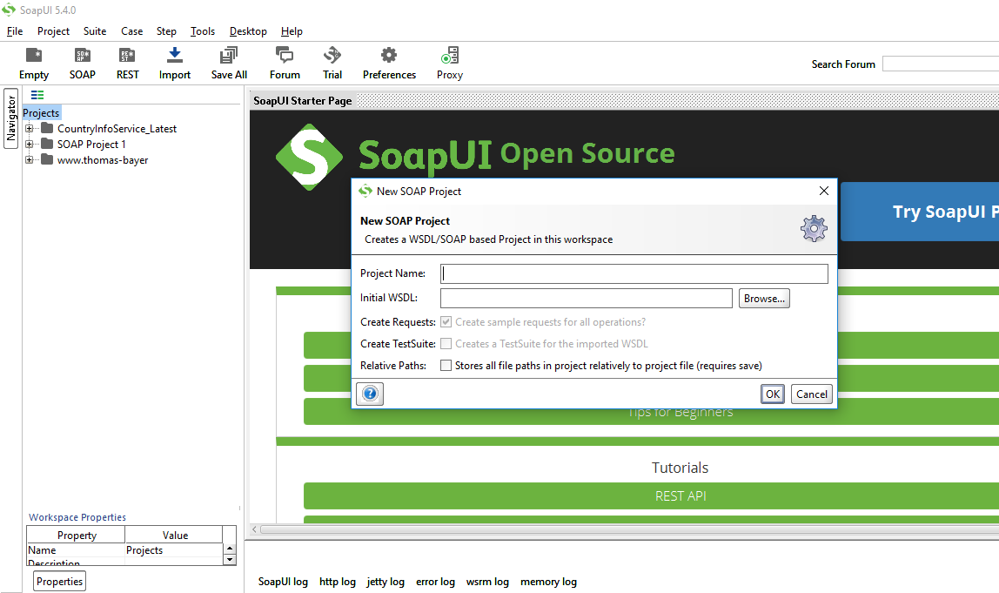 SoapUI 5.4.0
File Project Suite Case Step Tools Desktop Help
Empty SOAP REST Import Save All Forum Trial Preferences Proxy
Search Forum
Navigator
Projects
CountryInfoService_Latest
SOAP Project 1
www.thomas-bayer
SoapUI Starter Page
SoapUI Open Source
Try SoapUI P
New SOAP Project
New SOAP Project
Creates a WSDL/SOAP based Project in this workspace
Project Name:
Initial WSDL: Browse...
Create Requests: Create sample requests for all operations?
Create TestSuite: Creates a TestSuite for the imported WSDL
Relative Paths: Stores all file paths in project relatively to project file (requires save)
OK Cancel
Tips for Beginners
Tutorials
REST API
Workspace Properties
Property Value
Name Projects
Description
Properties
SoapUI log http log jetty log error log wsrm log memory log